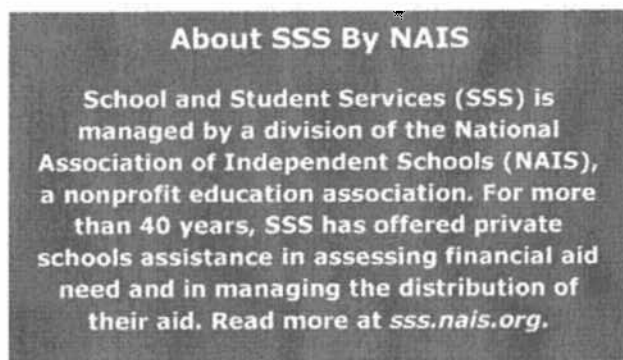 About SSS By NAIS
School and Student Services (SSS) is
managed by a division of the National
Association of Independent Schools (NAIS),
a nonprofit education association. For more
than 40 years, SSS has offered private
schools assistance in assessing financial aid
need and in managing the distribution of
their aid. Read more at sss.nais.org.